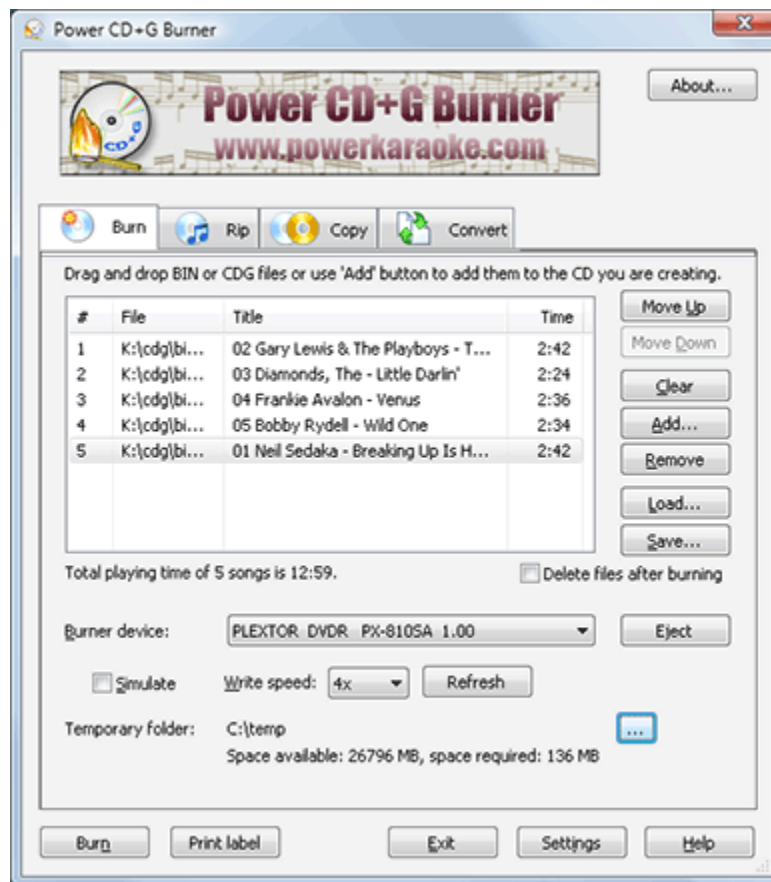 Power CD+G Burner
Power CD+G Burner
www.powerkaraoke.com
CD+G
About...
Burn Rip Copy Convert
Drag and drop BIN or CDG files or use 'Add' button to add them to the CD you are creating.
# File Title Time
1 K:\cdg\bi... 02 Gary Lewis & The Playboys - T... 2:42
2 K:\cdg\bi... 03 Diamonds, The - Little Darlin' 2:24
3 K:\cdg\bi... 04 Frankie Avalon - Venus 2:36
4 K:\cdg\bi... 05 Bobby Rydell - Wild One 2:34
5 K:\cdg\bi... 01 Neil Sedaka - Breaking Up Is H... 2:42
Move Up
Move Down
Clear
Add...
Remove
Load...
Save...
Total playing time of 5 songs is 12:59.
Delete files after burning
Burner device: PLEXTOR DVDR PX-810SA 1.00 Eject
Simulate Write speed: 4x Refresh
Temporary folder: C:\temp ...
Space available: 26796 MB, space required: 136 MB
Burn Print label Exit Settings Help